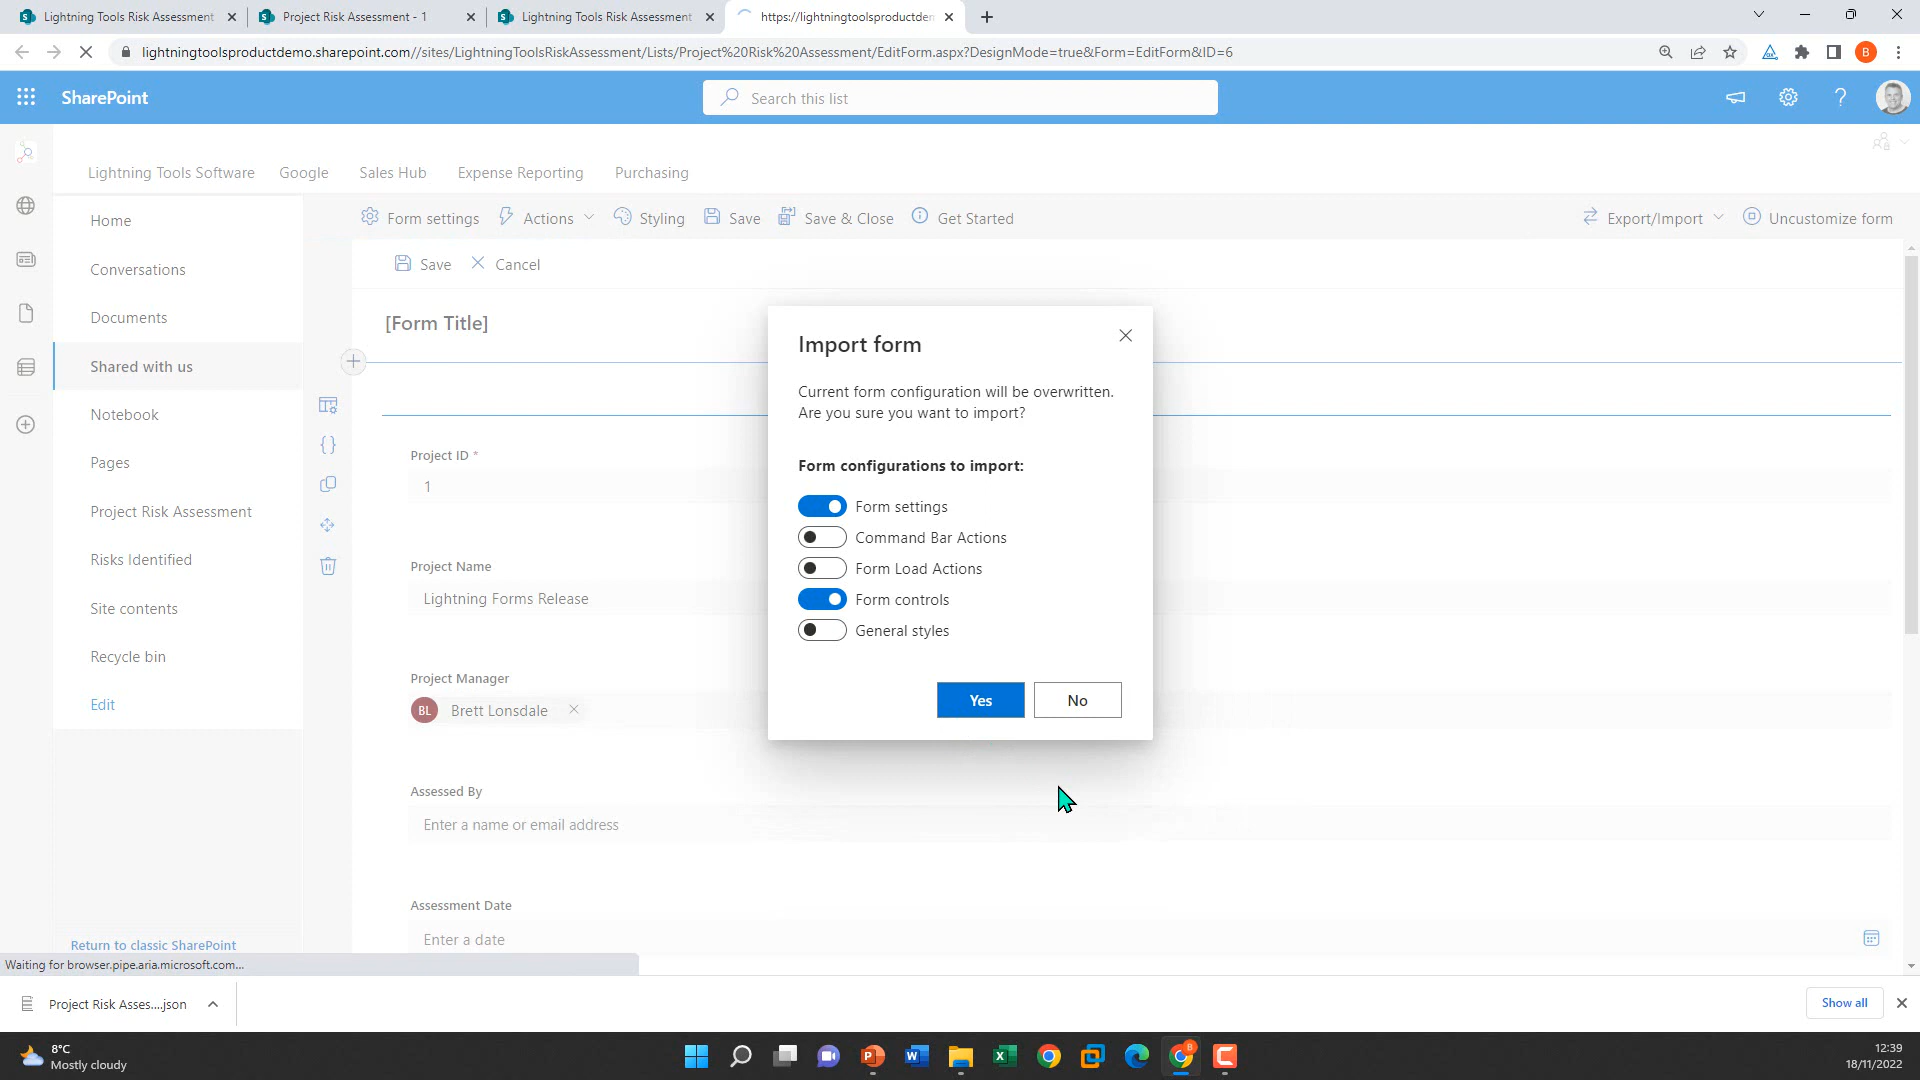 Lightning Tools Risk Assessment
Project Risk Assessment - 1
Lightning Tools Risk Assessment
https://lightningtoolsproductde
lightningtoolsproductdemo.sharepoint.com//sites/LightningToolsRiskAssessment/Lists/Project%20Risk%20Assessment/EditForm.aspx?DesignMode=true&Form=EditForm&ID=6
B
SharePoint
Search this list
Lightning Tools Software
Google
Sales Hub
Expense Reporting
Purchasing
Home
Conversations
Documents
Shared with us
Notebook
Pages
Project Risk Assessment
Risks Identified
Site contents
Recycle bin
Edit
Return to classic SharePoint
Form settings
Actions
Styling
Save
Save & Close
Get Started
Export/Import
Uncustomize form
Save
Cancel
[Form Title]
Project ID *
1
Project Name
Lightning Forms Release
Project Manager
BL Brett Lonsdale
Assessed By
Enter a name or email address
Assessment Date
Enter a date
Import form
Current form configuration will be overwritten.
Are you sure you want to import?
Form configurations to import:
Form settings
Command Bar Actions
Form Load Actions
Form controls
General styles
Yes
No
Waiting for browser.pipe.aria.microsoft.com...
Project Risk Asses....json
Show all
8°C
Mostly cloudy
12:39
18/11/2022